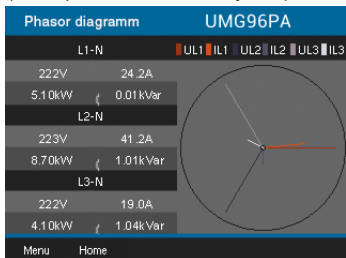 Phasor diagramm UMG96PA
L1-N UL1 IL1 UL2 IL2 UL3 IL3
222V 24.2A
5.10kW 0.01kVar
L2-N
223V 41.2A
8.70kW 1.01kVar
L3-N
222V 19.0A
4.10kW 1.04kVar
Menu Home